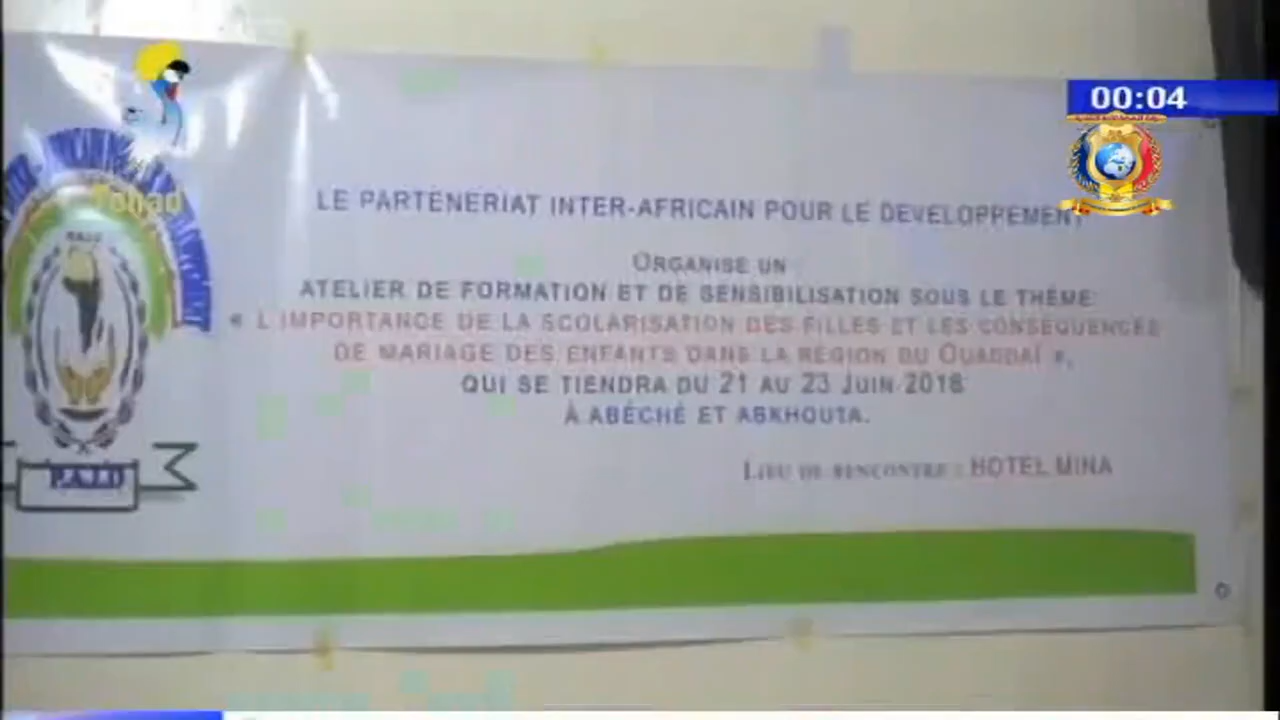 00:04
Tchad
LE PARTENERIAT INTER-AFRICAIN POUR LE DEVELOPPEMENT
ORGANISE UN
ATELIER DE FORMATION ET DE SENSIBILISATION SOUS LE THÈME:
« L'IMPORTANCE DE LA SCOLARISATION DES FILLES ET LES CONSEQUENCES
DE MARIAGE DES ENFANTS DANS LA RÉGION DU OUADDAÏ »,
QUI SE TIENDRA DU 21 AU 23 JUIN 2018
À ABÉCHÉ ET ABKHOUTA.
LIEU DE RENCONTRE : HOTEL MINA
P.A.I.D